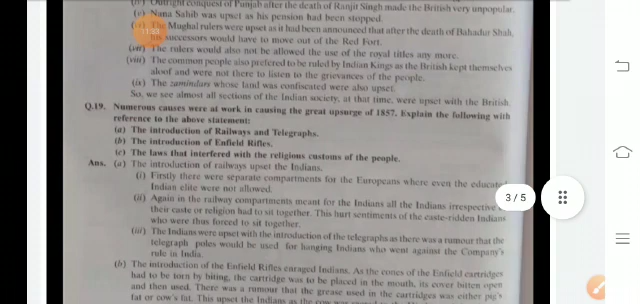 (iv) Outright conquest of Punjab after the death of Ranjit Singh made the British very unpopular.
(v) Nana Sahib was upset as his pension had been stopped.
The Mughal rulers were upset as it had been announced that after the death of Bahadur Shah,
his successors would have to move out of the Red Fort.
(vii) The rulers would also not be allowed the use of the royal titles any more.
(viii) The common people also preferred to be ruled by Indian Kings as the British kept themselves
aloof and were not there to listen to the grievances of the people.
(ix) The zamindars whose land was confiscated were also upset.
So, we see almost all sections of the Indian society, at that time, were upset with the British.
Q.19. Numerous causes were at work in causing the great upsurge of 1857. Explain the following with
reference to the above statement:
(a) The introduction of Railways and Telegraphs.
(b) The introduction of Enfield Rifles.
(c) The laws that interfered with the religious customs of the people.
Ans. (a) The introduction of railways upset the Indians.
(i) Firstly there were separate compartments for the Europeans where even the educated
Indian elite were not allowed.
3/5
(ii) Again in the railway compartments meant for the Indians all the Indians irrespective
their caste or religion had to sit together. This hurt sentiments of the caste-ridden Indians
who were thus forced to sit together.
(iii) The Indians were upset with the introduction of the telegraphs as there was a rumour that the
telegraph poles would be used for hanging Indians who went against the Company's
rule in India.
(b) The introduction of the Enfield Rifles enraged Indians. As the cones of the Enfield cartridges
had to be torn by biting, the cartridge was to be placed in the mouth, its cover bitten open
and then used. There was a rumour that the grease used in the cartridges was either pig's
fat or cow's fat. This upset the Indians as the cow was